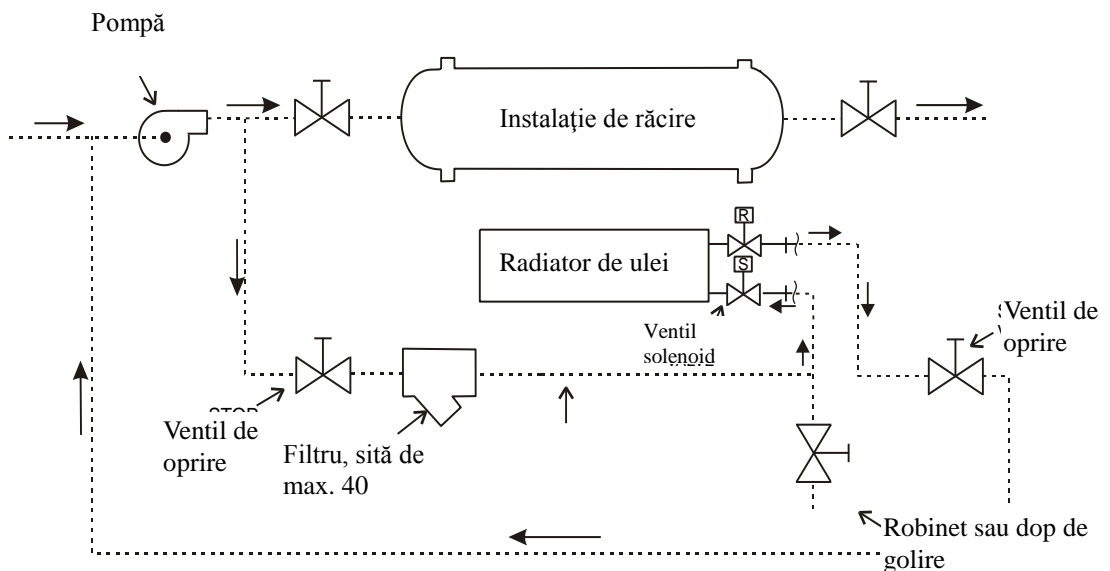 Pompă
Instalaţie de răcire
R
Radiator de ulei
S
Ventil
solenoid
Ventil de
oprire
Ventil de
oprire
Filtru, sită de
max. 40
Robinet sau dop de
golire